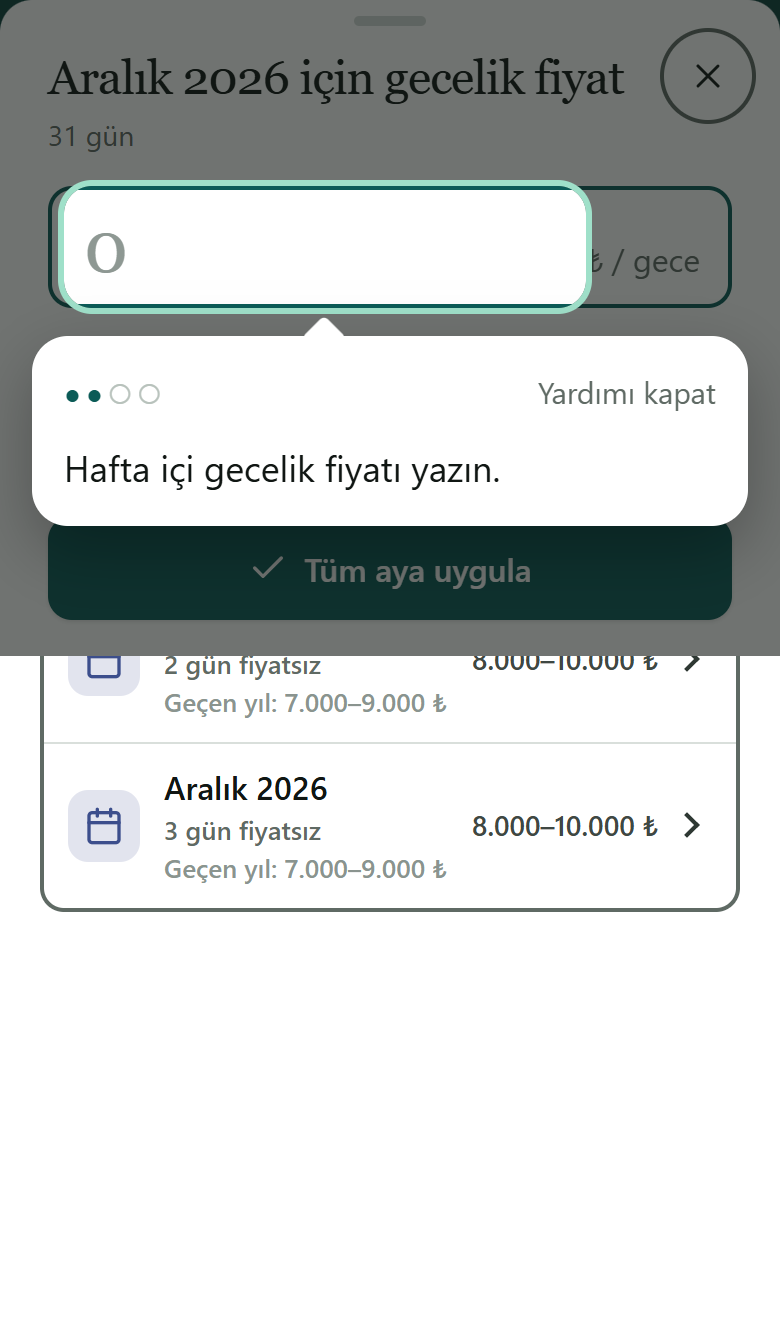 Aralık 2026 için gecelik fiyat
31 gün
0
₺ / gece
Yardımı kapat
Hafta içi gecelik fiyatı yazın.
Tüm aya uygula
2 gün fiyatsız
8.000–10.000 ₺
Geçen yıl: 7.000–9.000 ₺
Aralık 2026
3 gün fiyatsız
8.000–10.000 ₺
Geçen yıl: 7.000–9.000 ₺